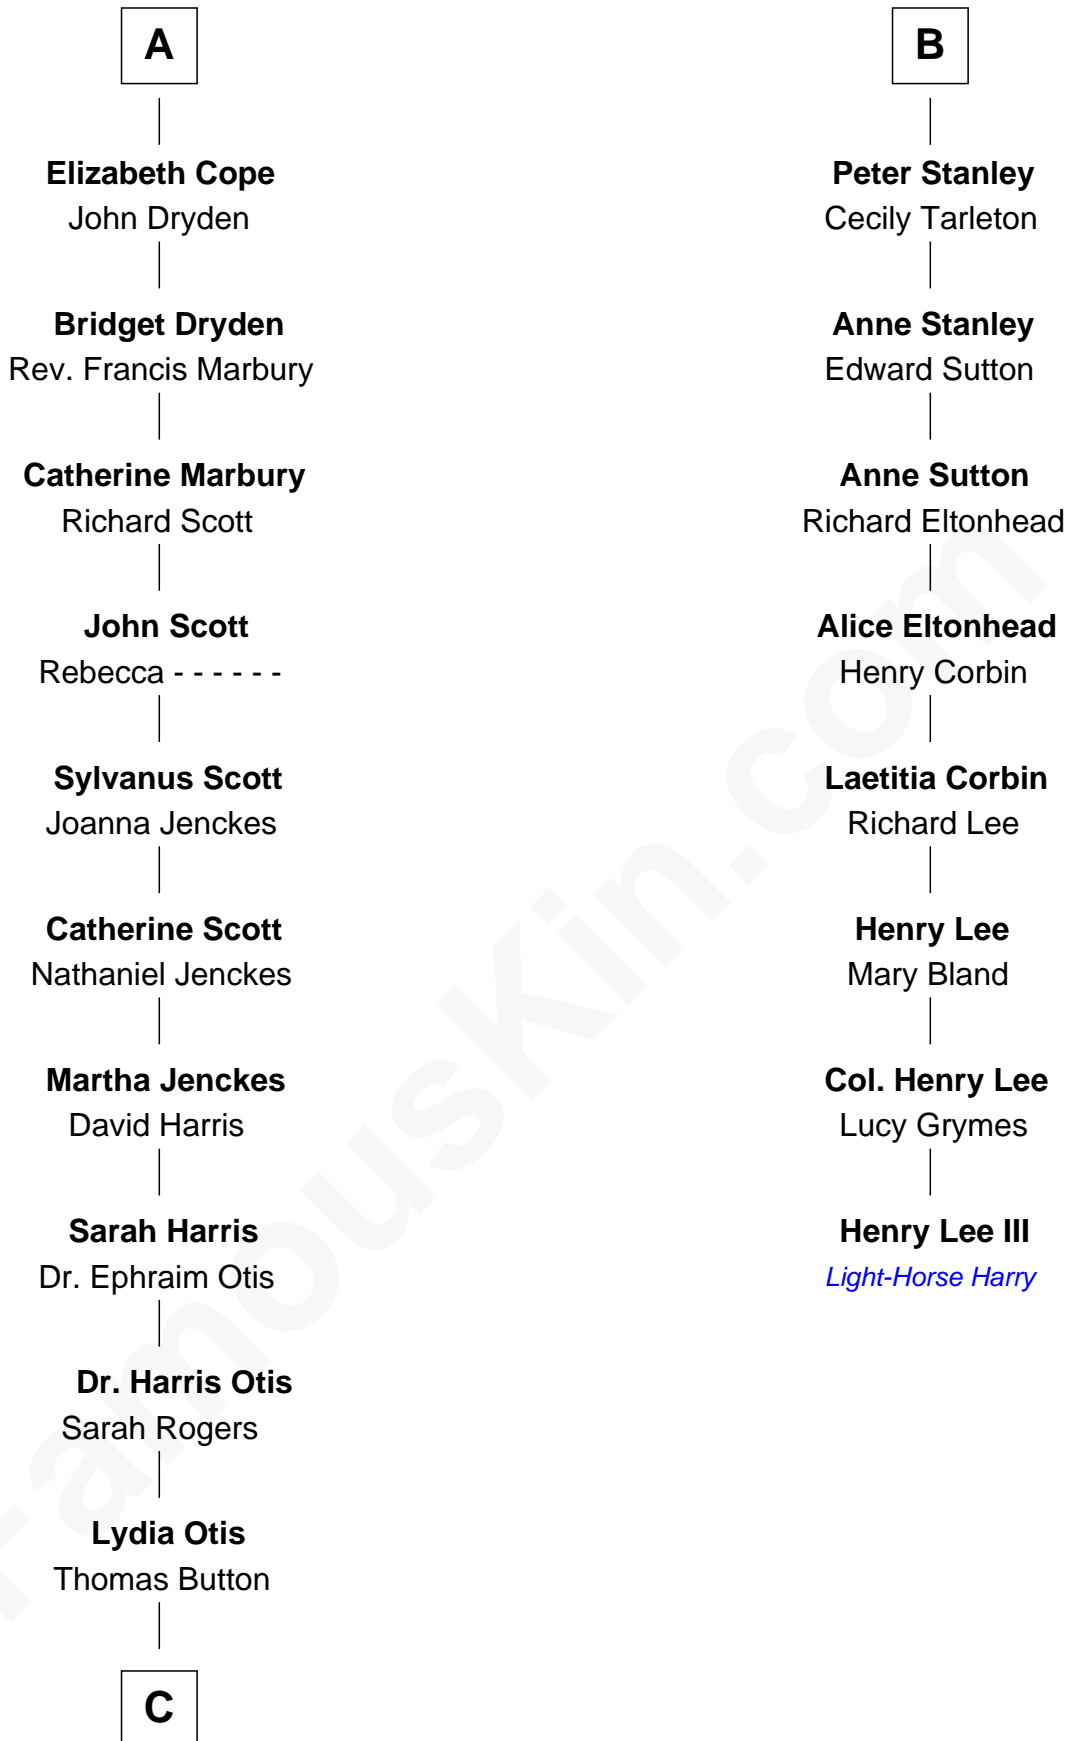 A
Elizabeth Cope
John Dryden
Bridget Dryden
Rev. Francis Marbury
Catherine Marbury
Richard Scott
John Scott
Rebecca - - - - - -
Sylvanus Scott
Joanna Jenckes
Catherine Scott
Nathaniel Jenckes
Martha Jenckes
David Harris
Sarah Harris
Dr. Ephraim Otis
Dr. Harris Otis
Sarah Rogers
Lydia Otis
Thomas Button
C
B
Peter Stanley
Cecily Tarleton
Anne Stanley
Edward Sutton
Anne Sutton
Richard Eltonhead
Alice Eltonhead
Henry Corbin
Laetitia Corbin
Richard Lee
Henry Lee
Mary Bland
Col. Henry Lee
Lucy Grymes
Henry Lee III
Light-Horse Harry
FamousKin.com